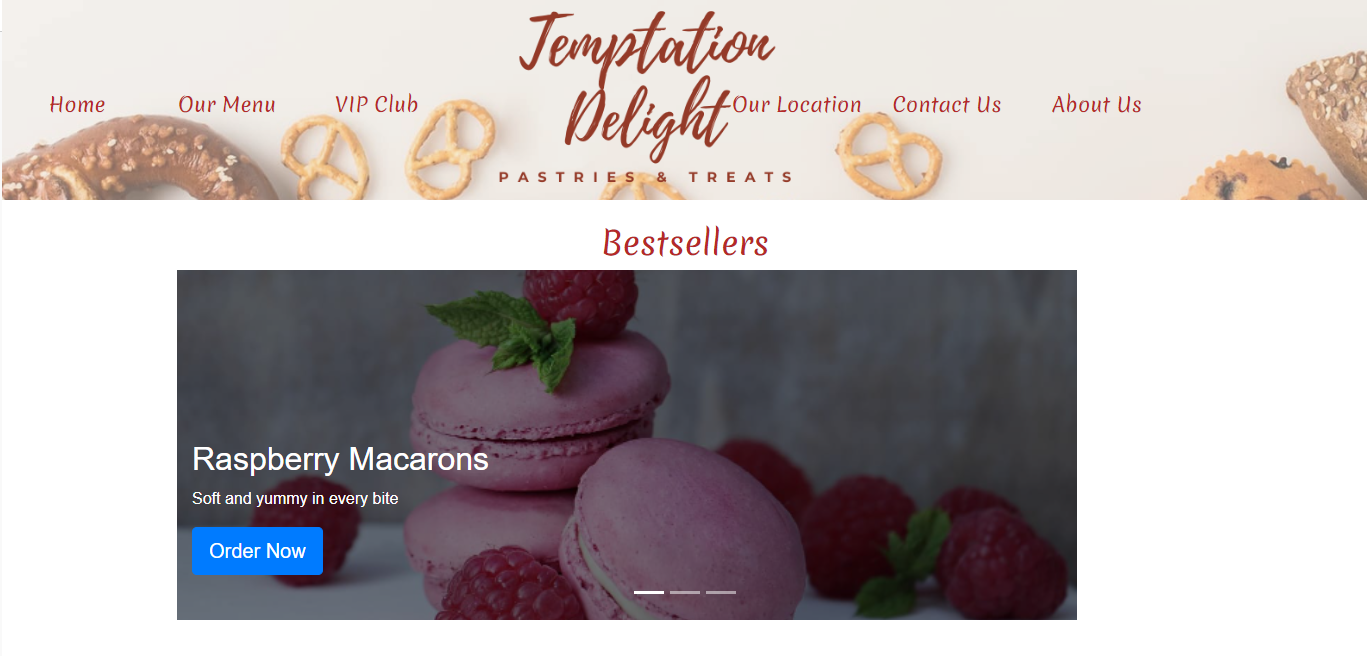 Temptation
Delight
PASTRIES & TREATS
Home Our Menu VIP Club Our Location Contact Us About Us
Bestsellers
Raspberry Macarons
Soft and yummy in every bite
Order Now